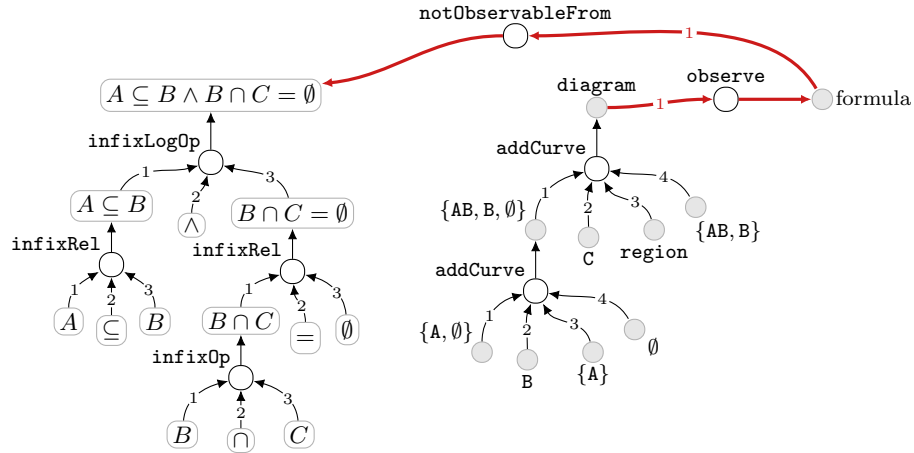 notObservableFrom
1
observe
diagram
A ⊆ B ∧ B ∩ C = ∅
1
formula
infixLogOp
addCurve
1
2
3
1
2
3
4
A ⊆ B
∧
B ∩ C = ∅
{AB, B, ∅}
C
region
{AB, B}
infixRel
infixRel
addCurve
1
2
3
1
2
3
1
2
3
4
A
⊆
B
B ∩ C
=
∅
{A, ∅}
B
{A}
∅
infixOp
1
2
3
B
∩
C